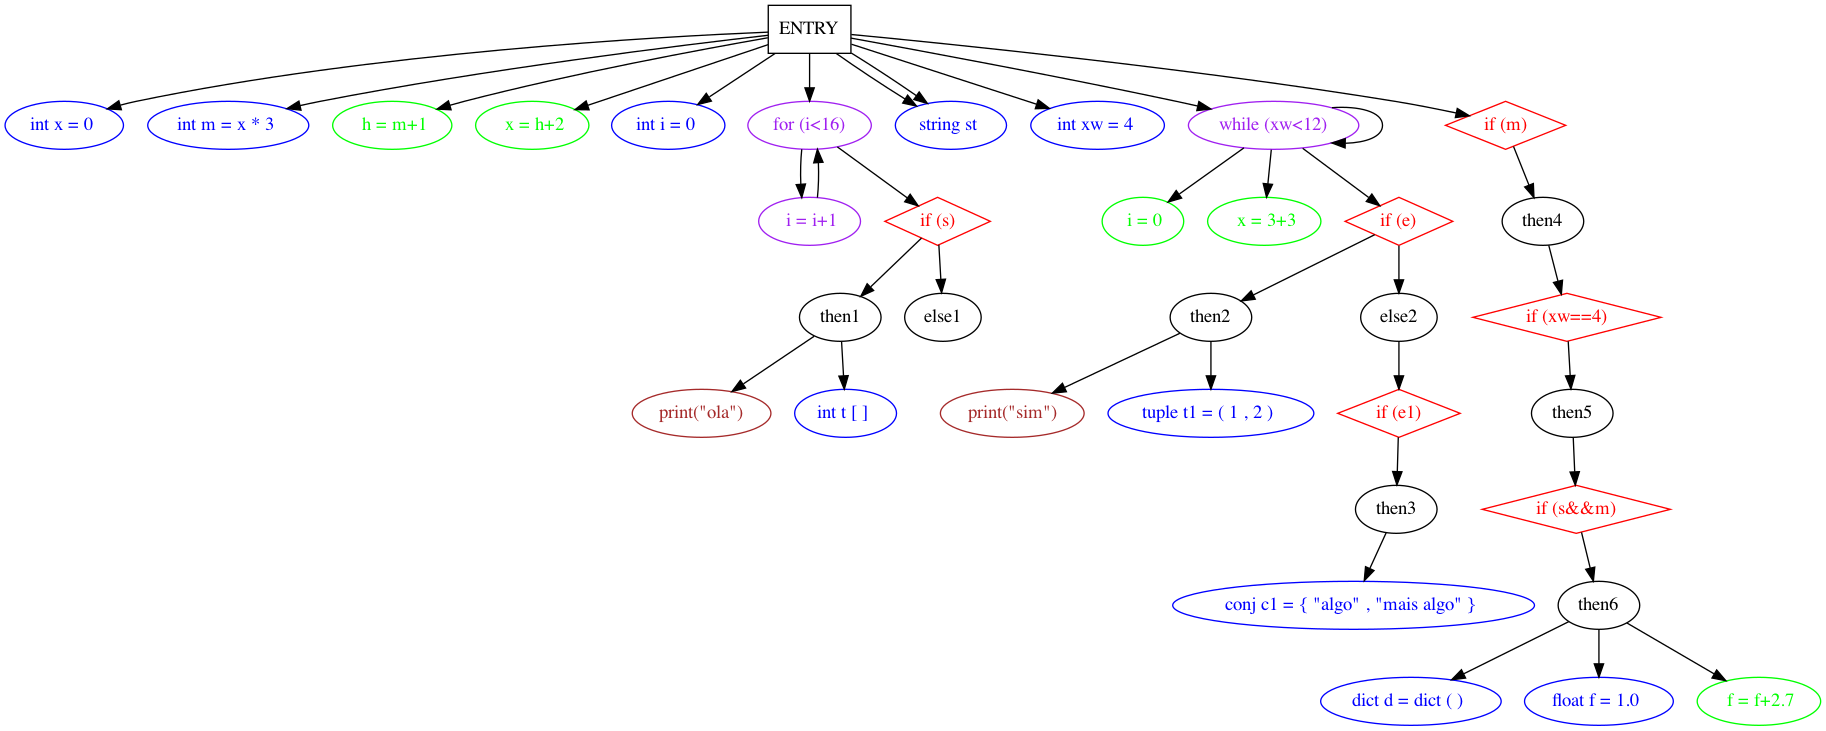 ENTRY
int x = 0
int m = x * 3
h = m+1
x = h+2
int i = 0
for (i<16)
string st
int xw = 4
while (xw<12)
if (m)
i = i+1
if (s)
i = 0
x = 3+3
if (e)
then4
then1
else1
then2
else2
if (xw==4)
print("ola")
int t [ ]
print("sim")
tuple t1 = ( 1 , 2 )
if (e1)
then5
then3
if (s&&m)
conj c1 = { "algo" , "mais algo" }
then6
dict d = dict ( )
float f = 1.0
f = f+2.7